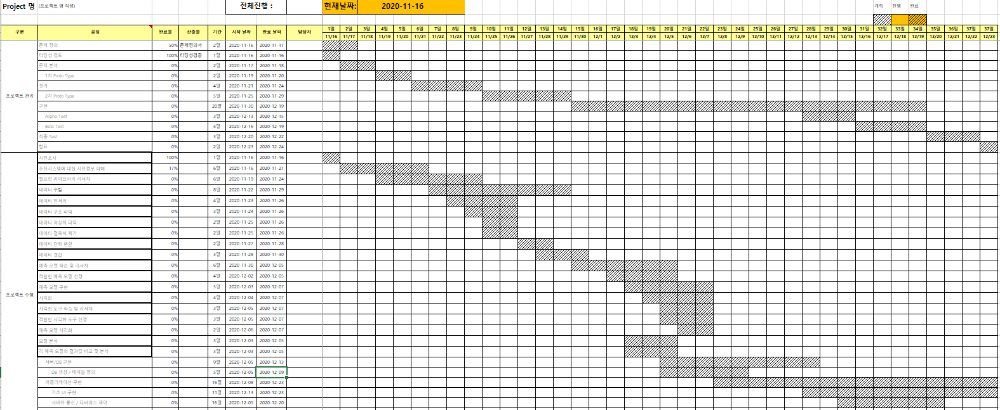 Project 명 (프로젝트 명 작성) 전체진행 : 현재날짜: 2020-11-16 계획 진행 완료
구분 공정 완료율 산출물 기간 시작 날짜 완료 날짜 담당자 1일 2일 3일 4일 5일 6일 7일 8일 9일 10일 11일 12일 13일 14일 15일 16일 17일 18일 19일 20일 21일 22일 23일 24일 25일 26일 27일 28일 29일 30일 31일 32일 33일 34일 35일 36일 37일 37일
11/16 11/17 11/18 11/19 11/20 11/21 11/22 11/23 11/24 11/25 11/26 11/27 11/28 11/29 11/30 12/1 12/2 12/3 12/4 12/5 12/6 12/7 12/8 12/9 12/10 12/11 12/12 12/13 12/14 12/15 12/16 12/17 12/18 12/19 12/20 12/21 12/22 12/23
문제 정의 50% 문제정의서 2일 2020-11-16 2020-11-17
타당성 검토 100% 타당성검증 1일 2020-11-16 2020-11-16
문제 분석 0% 2일 2020-11-17 2020-11-18
1차 Proto Type 0% 2일 2020-11-19 2020-11-20
설계 0% 4일 2020-11-21 2020-11-24
프로젝트 관리 2차 Proto Type 0% 5일 2020-11-25 2020-11-29
구현 0% 20일 2020-11-30 2020-12-19
Alpha Test 0% 3일 2020-12-13 2020-12-15
Beta Test 0% 4일 2020-12-16 2020-12-19
최종 Test 0% 3일 2020-12-20 2020-12-22
발표 0% 2일 2020-12-23 2020-12-24
사전조사 100% 1일 2020-11-16 2020-11-16
추천시스템에 대한 사전정보 이해 17% 6일 2020-11-16 2020-11-21
필요한 라이브러리 리서치 0% 6일 2020-11-19 2020-11-24
데이터 수집 0% 8일 2020-11-22 2020-11-29
데이터 전처리 0% 4일 2020-11-23 2020-11-26
데이터 구조 파악 0% 3일 2020-11-24 2020-11-26
데이터 이상치 파악 0% 2일 2020-11-25 2020-11-26
데이터 결측치 제거 0% 2일 2020-11-25 2020-11-26
데이터 단위 변환 0% 2일 2020-11-27 2020-11-28
데이터 결합 0% 3일 2020-11-28 2020-11-30
예측 모델 학습 및 리서치 0% 6일 2020-11-30 2020-12-05
적합한 예측 모델 선정 0% 4일 2020-12-02 2020-12-05
예측 모델 구현 0% 5일 2020-12-03 2020-12-07
프로젝트 수행 시각화 0% 4일 2020-12-04 2020-12-07
시각화 도구 학습 및 리서치 0% 3일 2020-12-05 2020-12-07
적합한 시각화 도구 선정 0% 3일 2020-12-05 2020-12-07
예측 모델 시각화 0% 2일 2020-12-06 2020-12-07
모델 분석 0% 3일 2020-12-03 2020-12-05
각 예측 모델의 결과값 비교 및 분석 0% 3일 2020-12-03 2020-12-05
서버/DB 구현 0% 9일 2020-12-05 2020-12-13
DB 생성 / 테이블 정의 0% 5일 2020-12-05 2020-12-09
어플리케이션 구현 0% 16일 2020-12-08 2020-12-23
기초 UI 구현 0% 11일 2020-12-13 2020-12-23
서버와 통신 / 디바이스 제어 0% 16일 2020-12-05 2020-12-20